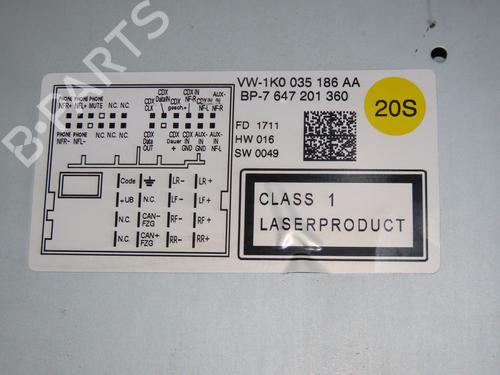 VW-1K0 035 186 AA
BP-7 647 201 360
20S
FD 1711
HW 016
SW 0049
CLASS 1
LASERPRODUCT
PHONE PHONE PHONE
NFR+ NFL+ MUTE N.C. N.C.
PHONE PHONE
NFR- NFL- N.C. N.C. N.C.
CDX CDX CDX IN AUX-
CLK DataIN NF-R IN IN
gesch+ NF-L NF-R
CDX CDX CDX AUX- AUX
Data Dauer IN IN IN
OUT + GND GND NF-L
Code LR- LR+
+UB N.C. LF- LF+
N.C. CAN- FZG RF- RF+
N.C. CAN+ FZG RR- RR+
B-PARTS